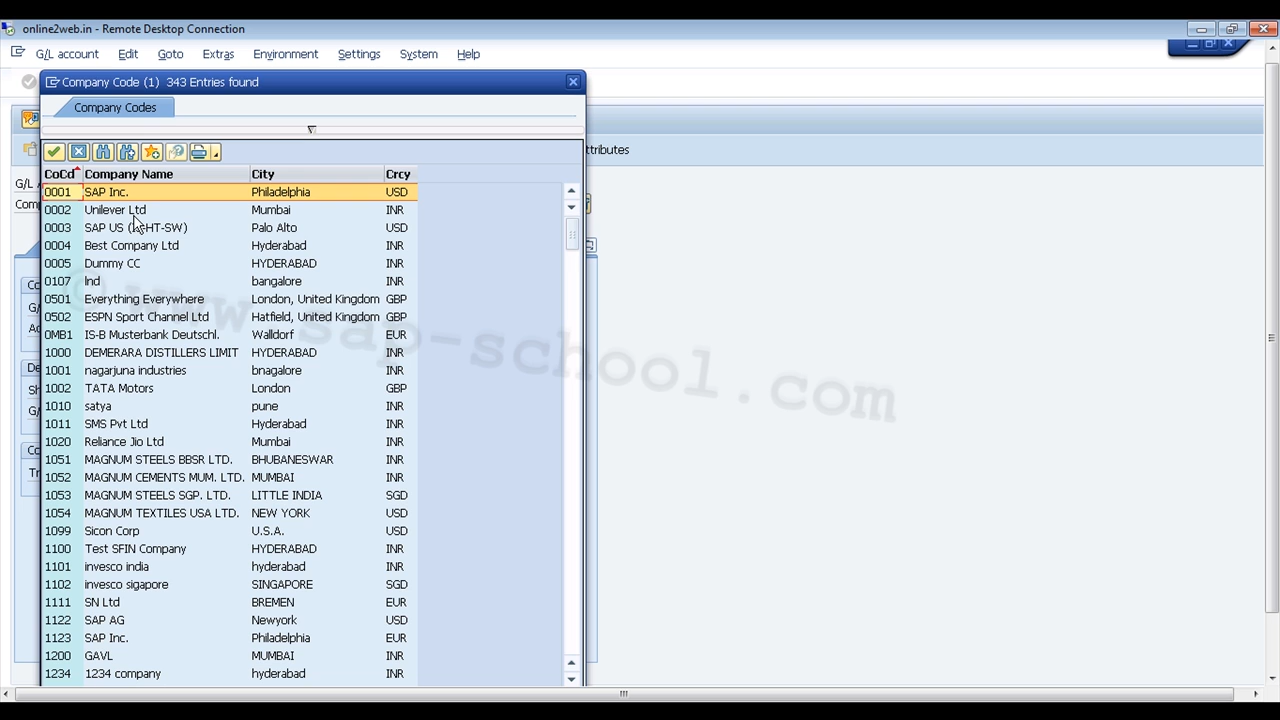 online2web.in - Remote Desktop Connection
G/L account Edit Goto Extras Environment Settings System Help
Company Code (1) 343 Entries found
Company Codes
ttributes
CoCd Company Name City Crcy
G/L
Com
0001 SAP Inc. Philadelphia USD
0002 Unilever Ltd Mumbai INR
0003 SAP US (IS-HT-SW) Palo Alto USD
0004 Best Company Ltd Hyderabad INR
0005 Dummy CC HYDERABAD INR
0107 Ind bangalore INR
0501 Everything Everywhere London, United Kingdom GBP
0502 ESPN Sport Channel Ltd Hatfield, United Kingdom GBP
0MB1 IS-B Musterbank Deutschl. Walldorf EUR
1000 DEMERARA DISTILLERS LIMIT HYDERABAD INR
1001 nagarjuna industries bnagalore INR
1002 TATA Motors London GBP
1010 satya pune INR
1011 SMS Pvt Ltd Hyderabad INR
1020 Reliance Jio Ltd Mumbai INR
1051 MAGNUM STEELS BBSR LTD. BHUBANESWAR INR
1052 MAGNUM CEMENTS MUM. LTD. MUMBAI INR
1053 MAGNUM STEELS SGP. LTD. LITTLE INDIA SGD
1054 MAGNUM TEXTILES USA LTD. NEW YORK USD
1099 Sicon Corp U.S.A. USD
1100 Test SFIN Company HYDERABAD INR
1101 invesco india hyderabad INR
1102 invesco sigapore SINGAPORE SGD
1111 SN Ltd BREMEN EUR
1122 SAP AG Newyork USD
1123 SAP Inc. Philadelphia EUR
1200 GAVL MUMBAI INR
1234 1234 company hyderabad INR
© www.sap-school.com